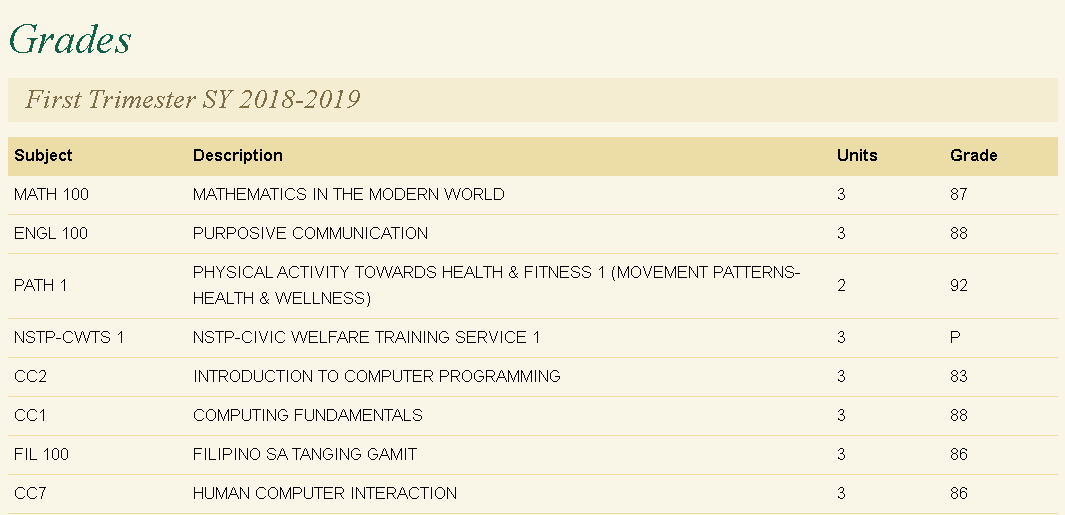 Grades
First Trimester SY 2018-2019
Subject Description Units Grade
MATH 100 MATHEMATICS IN THE MODERN WORLD 3 87
ENGL 100 PURPOSIVE COMMUNICATION 3 88
PATH 1 PHYSICAL ACTIVITY TOWARDS HEALTH & FITNESS 1 (MOVEMENT PATTERNS-
HEALTH & WELLNESS) 2 92
NSTP-CWTS 1 NSTP-CIVIC WELFARE TRAINING SERVICE 1 3 P
CC2 INTRODUCTION TO COMPUTER PROGRAMMING 3 83
CC1 COMPUTING FUNDAMENTALS 3 88
FIL 100 FILIPINO SA TANGING GAMIT 3 86
CC7 HUMAN COMPUTER INTERACTION 3 86